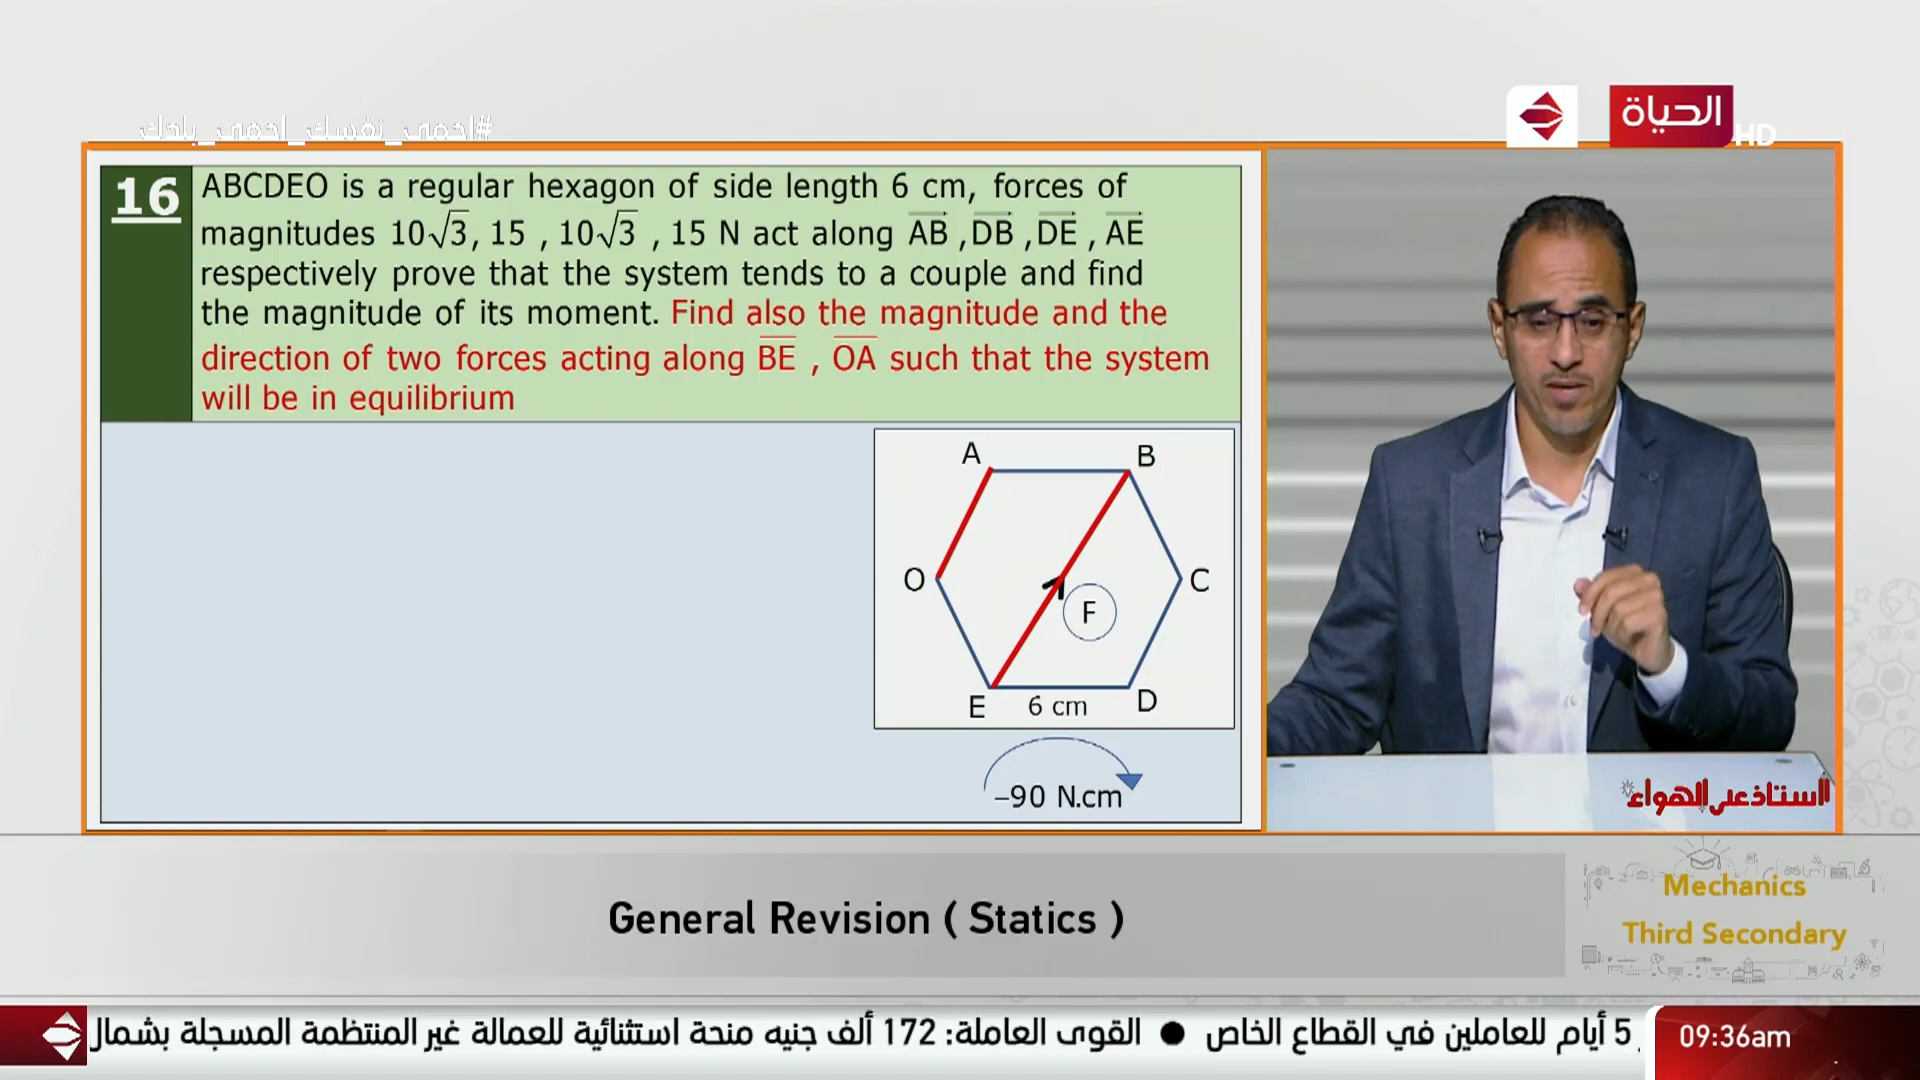 الحياة
HD
#احمي_نفسك_احمي_بلدك
16
ABCDEO is a regular hexagon of side length 6 cm, forces of
magnitudes 10√3, 15 , 10√3 , 15 N act along AB ,DB ,DE , AE
respectively prove that the system tends to a couple and find
the magnitude of its moment. Find also the magnitude and the
direction of two forces acting along BE , OA such that the system
will be in equilibrium
A
B
O
C
F
E
6 cm
D
–90 N.cm
أستاذ على الهواء
General Revision ( Statics )
Mechanics
Third Secondary
5 أيام للعاملين في القطاع الخاص ● القوى العاملة: 172 ألف جنيه منحة استثنائية للعمالة غير المنتظمة المسجلة بشمال
09:36am